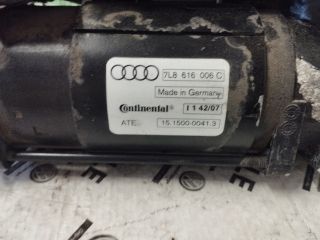 7L8 616 006 C
Made in Germany
Continental® I 1 42/07
ATE 15.1500-0041.3